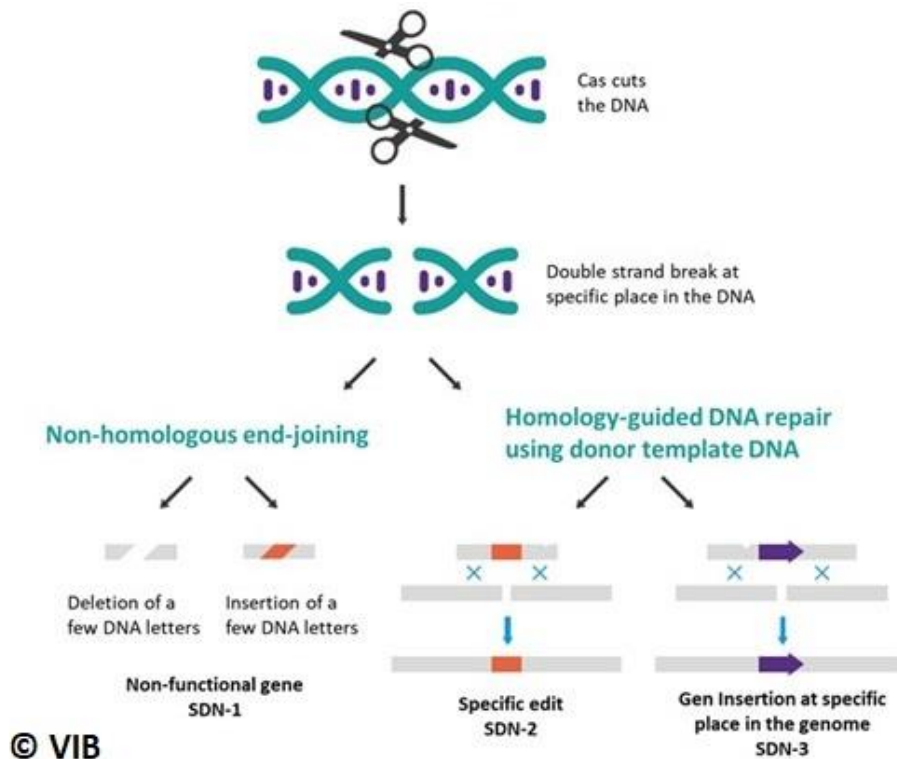 Cas cuts
the DNA
Double strand break at
specific place in the DNA
Non-homologous end-joining
Homology-guided DNA repair
using donor template DNA
Deletion of a
few DNA letters
Insertion of a
few DNA letters
Non-functional gene
SDN-1
Specific edit
SDN-2
Gen Insertion at specific
place in the genome
SDN-3
© VIB